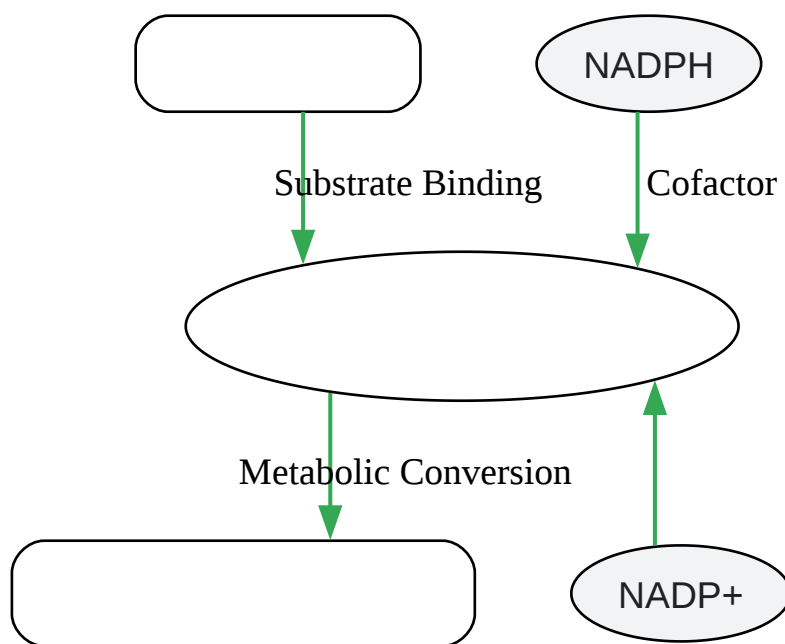 NADPH
Substrate Binding
Cofactor
Metabolic Conversion
NADP+